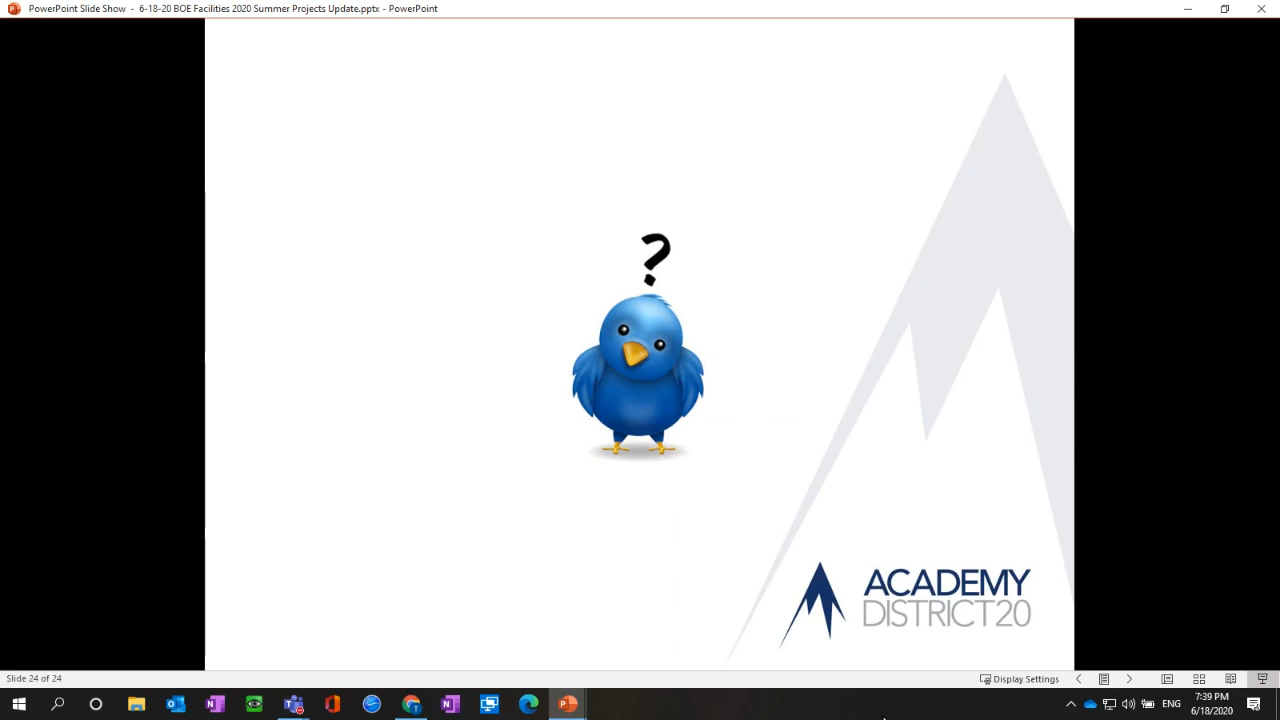 PowerPoint Slide Show - 6-18-20 BOE Facilities 2020 Summer Projects Update.pptx - PowerPoint
?
ACADEMY
DISTRICT20
Slide 24 of 24
Display Settings
ENG
7:39 PM
6/18/2020